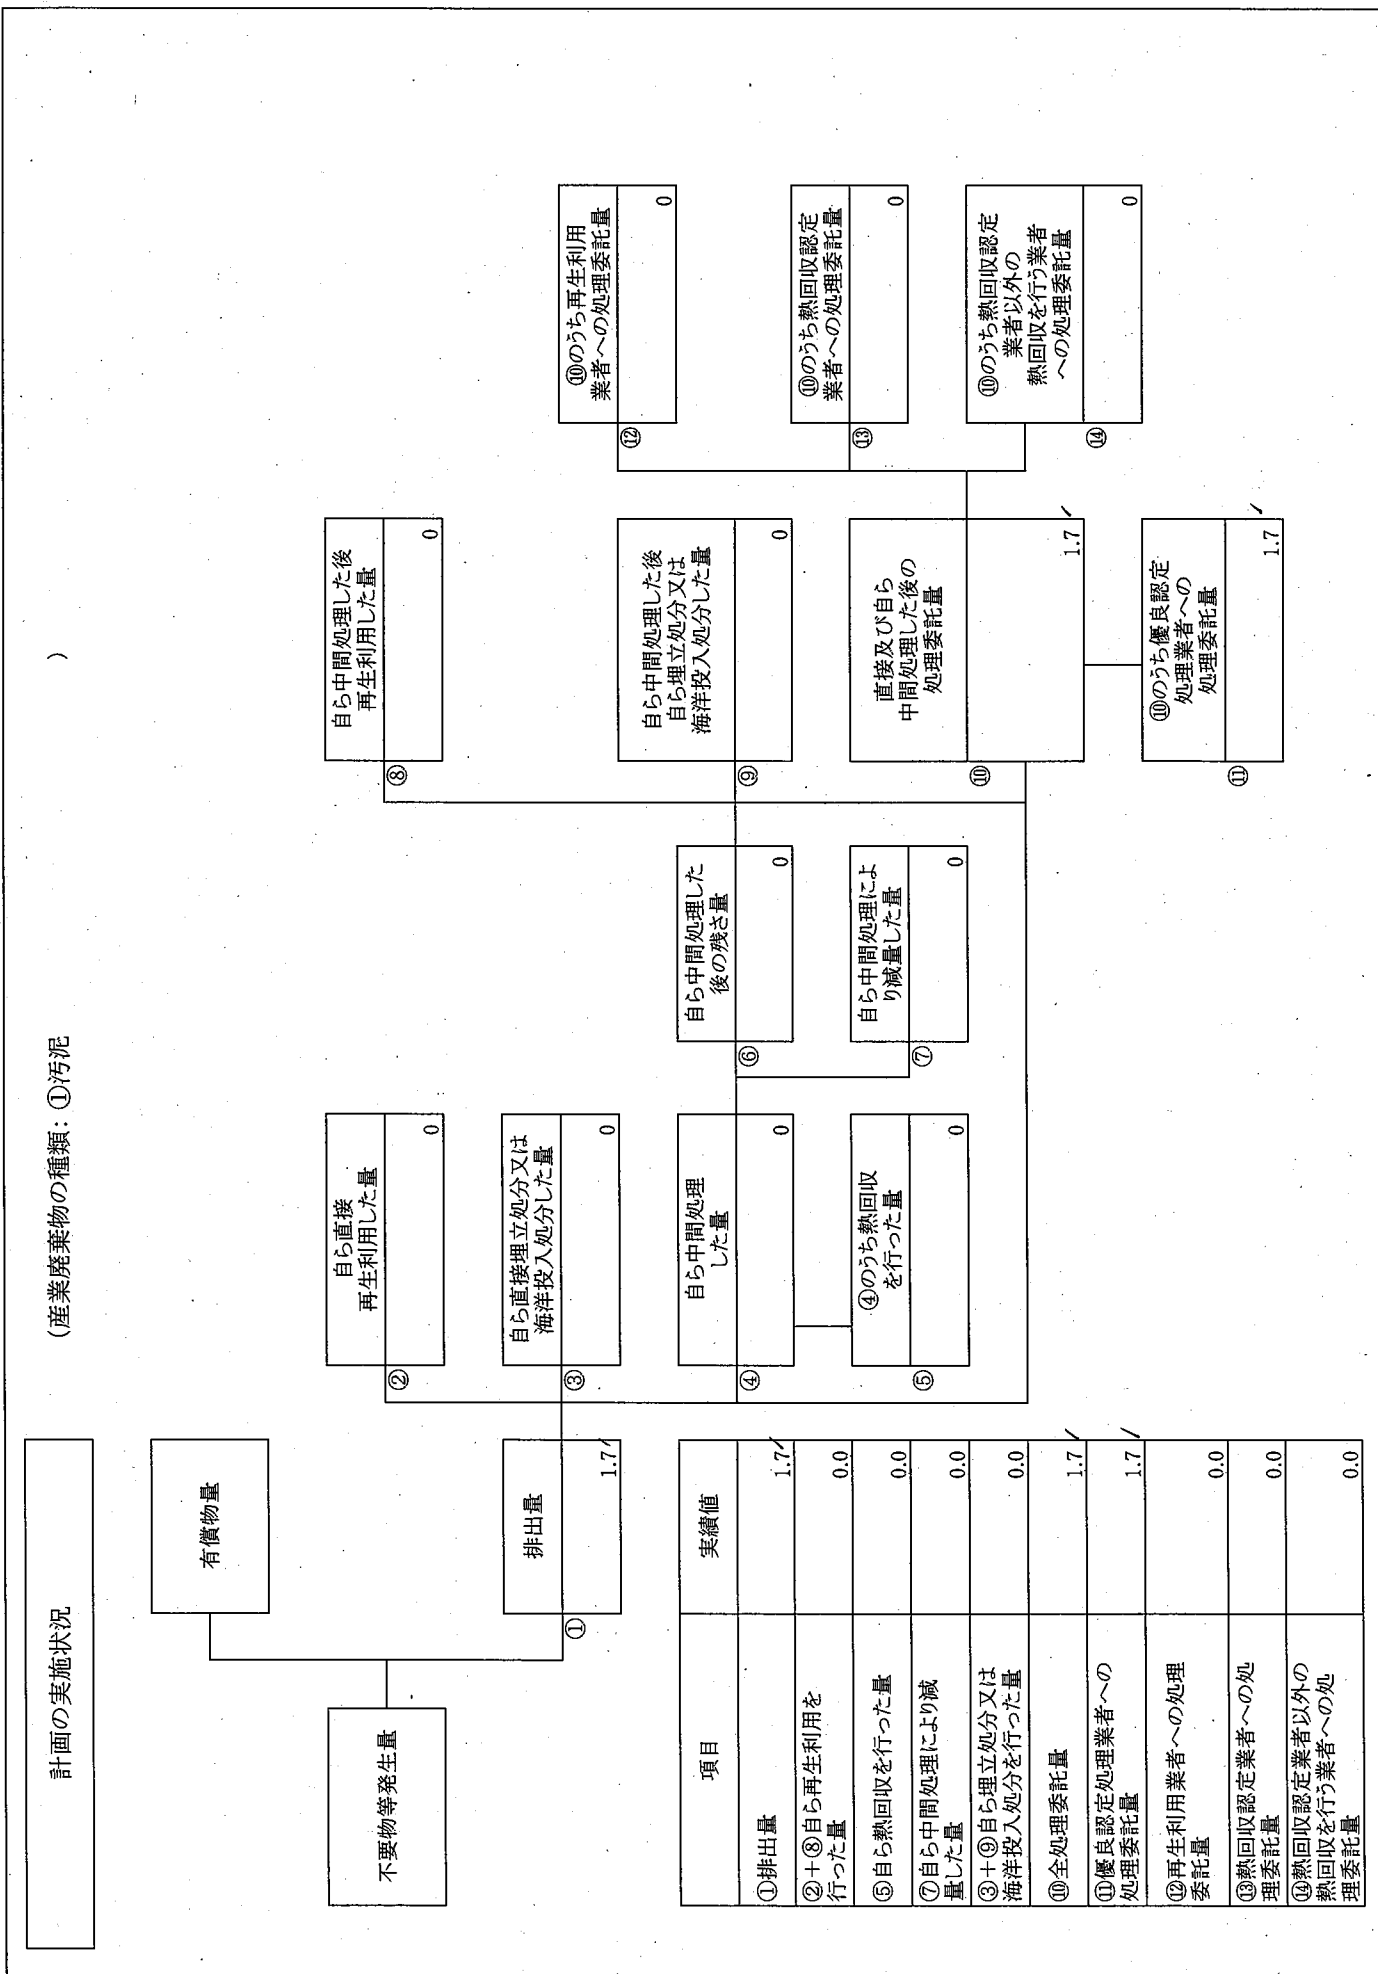 計画の実施状況
(産業廃棄物の種類：①汚泥
)
不要物等発生量
有償物量
排出量
①
1.7
自ら直接
再生利用した量
②
0
自ら直接埋立処分又は
海洋投入処分した量
③
0
自ら中間処理
した量
④
0
④のうち熱回収
を行った量
⑤
0
自ら中間処理した
後の残さ量
⑥
0
自ら中間処理によ
り減量した量
⑦
0
自ら中間処理した後
再生利用した量
⑧
0
自ら中間処理した後
自ら埋立処分又は
海洋投入処分した量
⑨
0
直接及び自ら
中間処理した後の
処理委託量
⑩
1.7
⑩のうち優良認定
処理業者への
処理委託量
⑪
1.7
⑩のうち再生利用
業者への処理委託量
⑫
0
⑩のうち熱回収認定
業者への処理委託量
⑬
0
⑩のうち熱回収認定
業者以外の
熱回収を行う業者
への処理委託量
⑭
0
項目 実績値
①排出量 1.7
②＋⑧自ら再生利用を
行った量 0.0
⑤自ら熱回収を行った量 0.0
⑦自ら中間処理により減
量した量 0.0
③＋⑨自ら埋立処分又は
海洋投入処分を行った量 0.0
⑩全処理委託量 1.7
⑪優良認定処理業者への
処理委託量 1.7
⑫再生利用業者への処理
委託量 0.0
⑬熱回収認定業者への処
理委託量 0.0
⑭熱回収認定業者以外の
熱回収を行う業者への処
理委託量 0.0